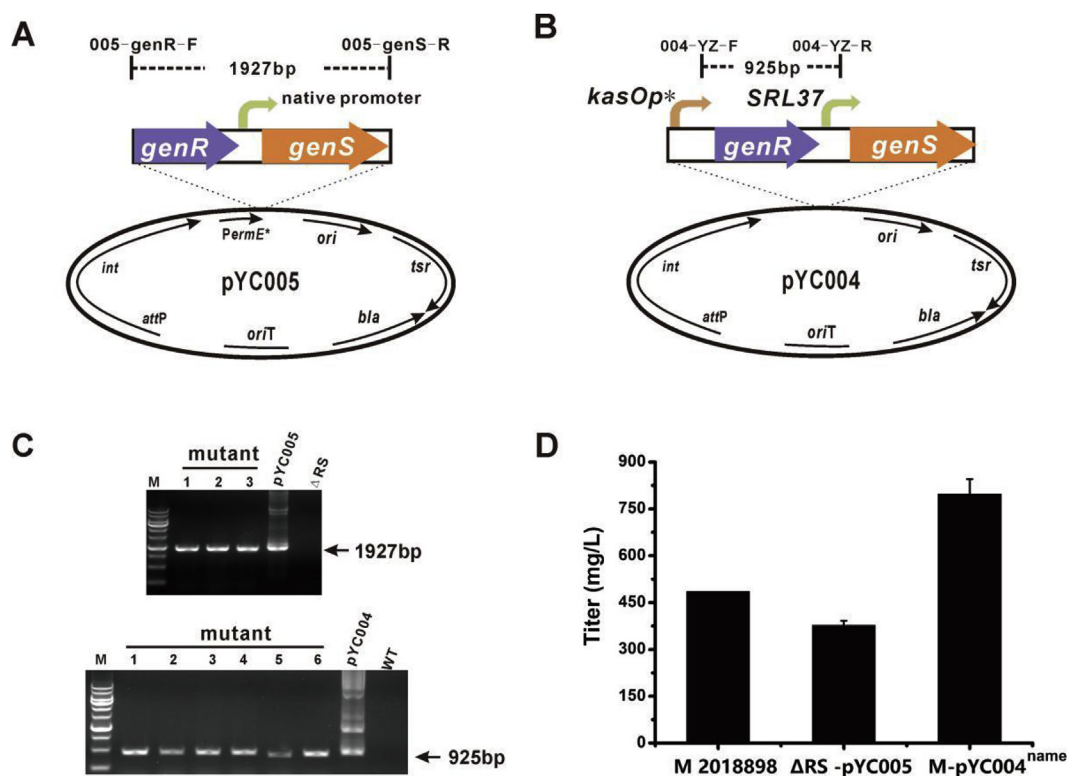 A
005-genR-F 005-genS-R
1927bp
native promoter
genR genS
PermE*
ori
int
tsr
pYC005
attP
bla
oriT
B
004-YZ-F 004-YZ-R
925bp
kasOp* SRL37
genR genS
ori
int
tsr
pYC004
attP
bla
oriT
C
mutant
M 1 2 3 pYC005 ΔRS
1927bp
mutant
M 1 2 3 4 5 6 pYC004 WT
925bp
D
Titer (mg/L)
900
750
600
450
300
150
0
M 2018898 ΔRS -pYC005 M-pYC004 name